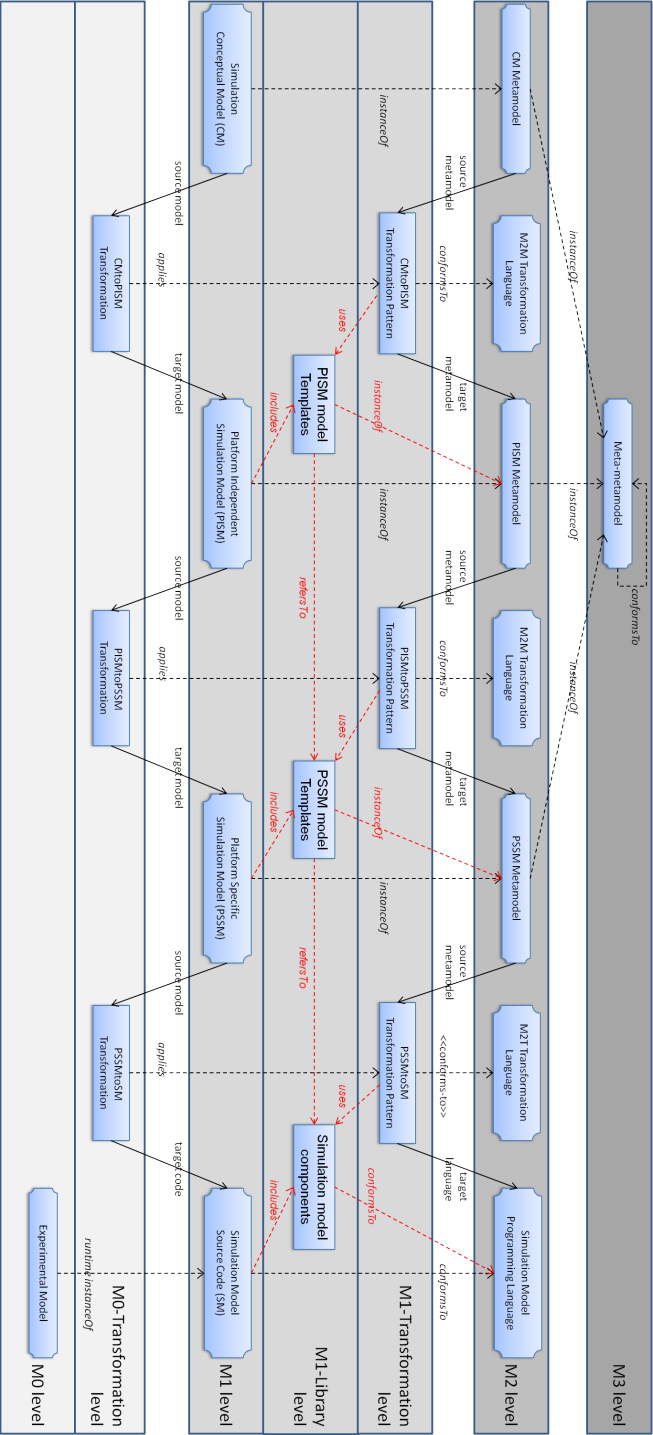 Meta-metamodel
conformsTo
M3 level
instanceOf
instanceOf
instanceOf
CM Metamodel
M2M Transformation
Language
PISM Metamodel
M2M Transformation
Language
PSSM Metamodel
M2T Transformation
Language
Simulation Model
Programming Language
M2 level
source
metamodel
conformsTo
target
metamodel
source
metamodel
conformsTo
target
metamodel
source
metamodel
<<conforms-to>>
target
language
conformsTo
instanceOf
CMtoPISM
Transformation Pattern
instanceOf
instanceOf
PISMtoPSSM
Transformation Pattern
instanceOf
instanceOf
PSSMtoSM
Transformation Pattern
conformsTo
M1-Transformation
level
uses
PISM model
Templates
refersTo
uses
PSSM model
Templates
refersTo
uses
Simulation model
components
M1-Library
level
includes
includes
includes
Simulation
Conceptual Model (CM)
Platform Independent
Simulation Model (PISM)
Platform Specific
Simulation Model (PSSM)
Simulation Model
Source Code (SM)
M1 level
source model
applies
target model
source model
applies
target model
source model
applies
target code
CMtoPISM
Transformation
PISMtoPSSM
Transformation
PSSMtoSM
Transformation
runtime instanceOf
M0-Transformation
level
Experimental Model
M0 level